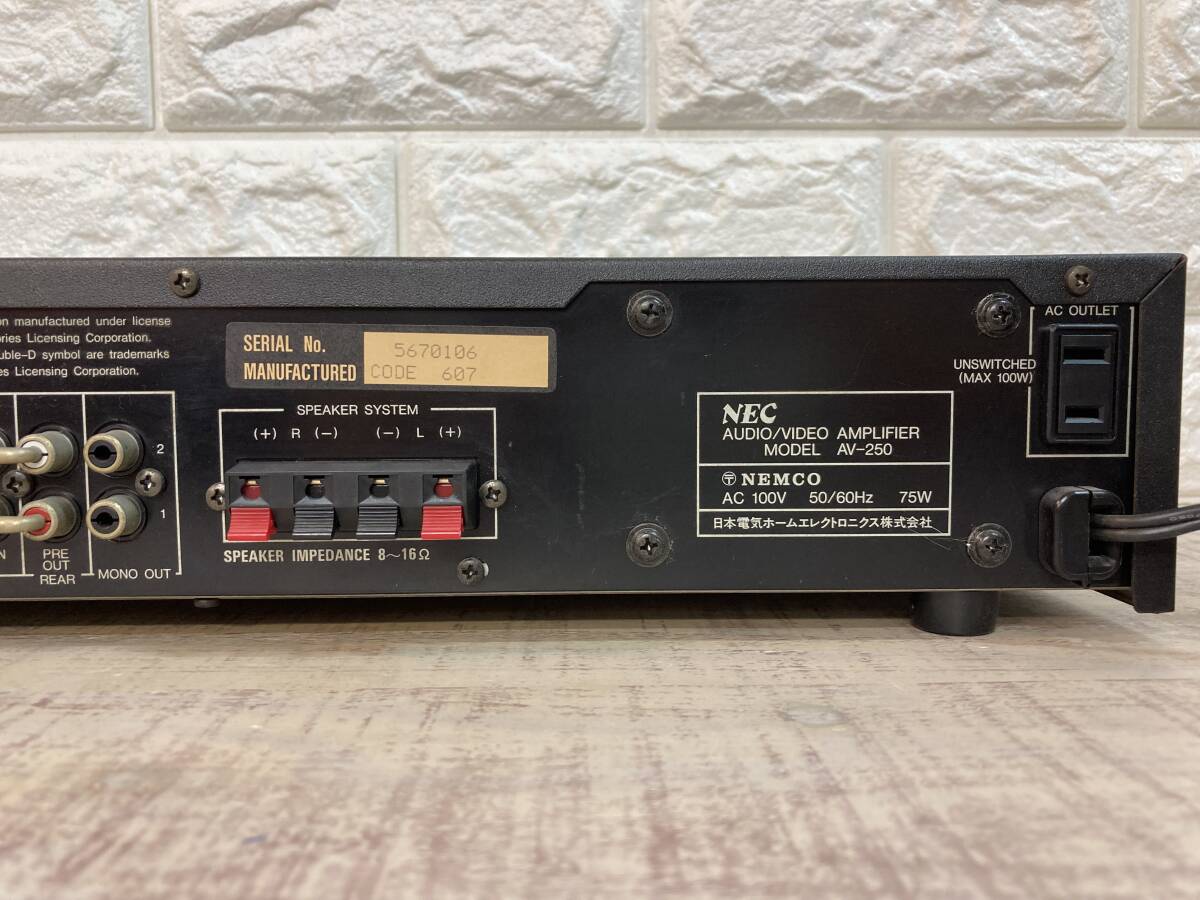 on manufactured under license
ories Licensing Corporation.
uble-D symbol are trademarks
es Licensing Corporation.
SERIAL No. 5670106
MANUFACTURED CODE 607
SPEAKER SYSTEM
(+) R (-) (-) L (+)
SPEAKER IMPEDANCE 8~16Ω
2
1
N
PRE
OUT
REAR
MONO OUT
NEC
AUDIO/VIDEO AMPLIFIER
MODEL AV-250
〒 NEMCO
AC 100V 50/60Hz 75W
日本電気ホームエレクトロニクス株式会社
AC OUTLET
UNSWITCHED
(MAX 100W)